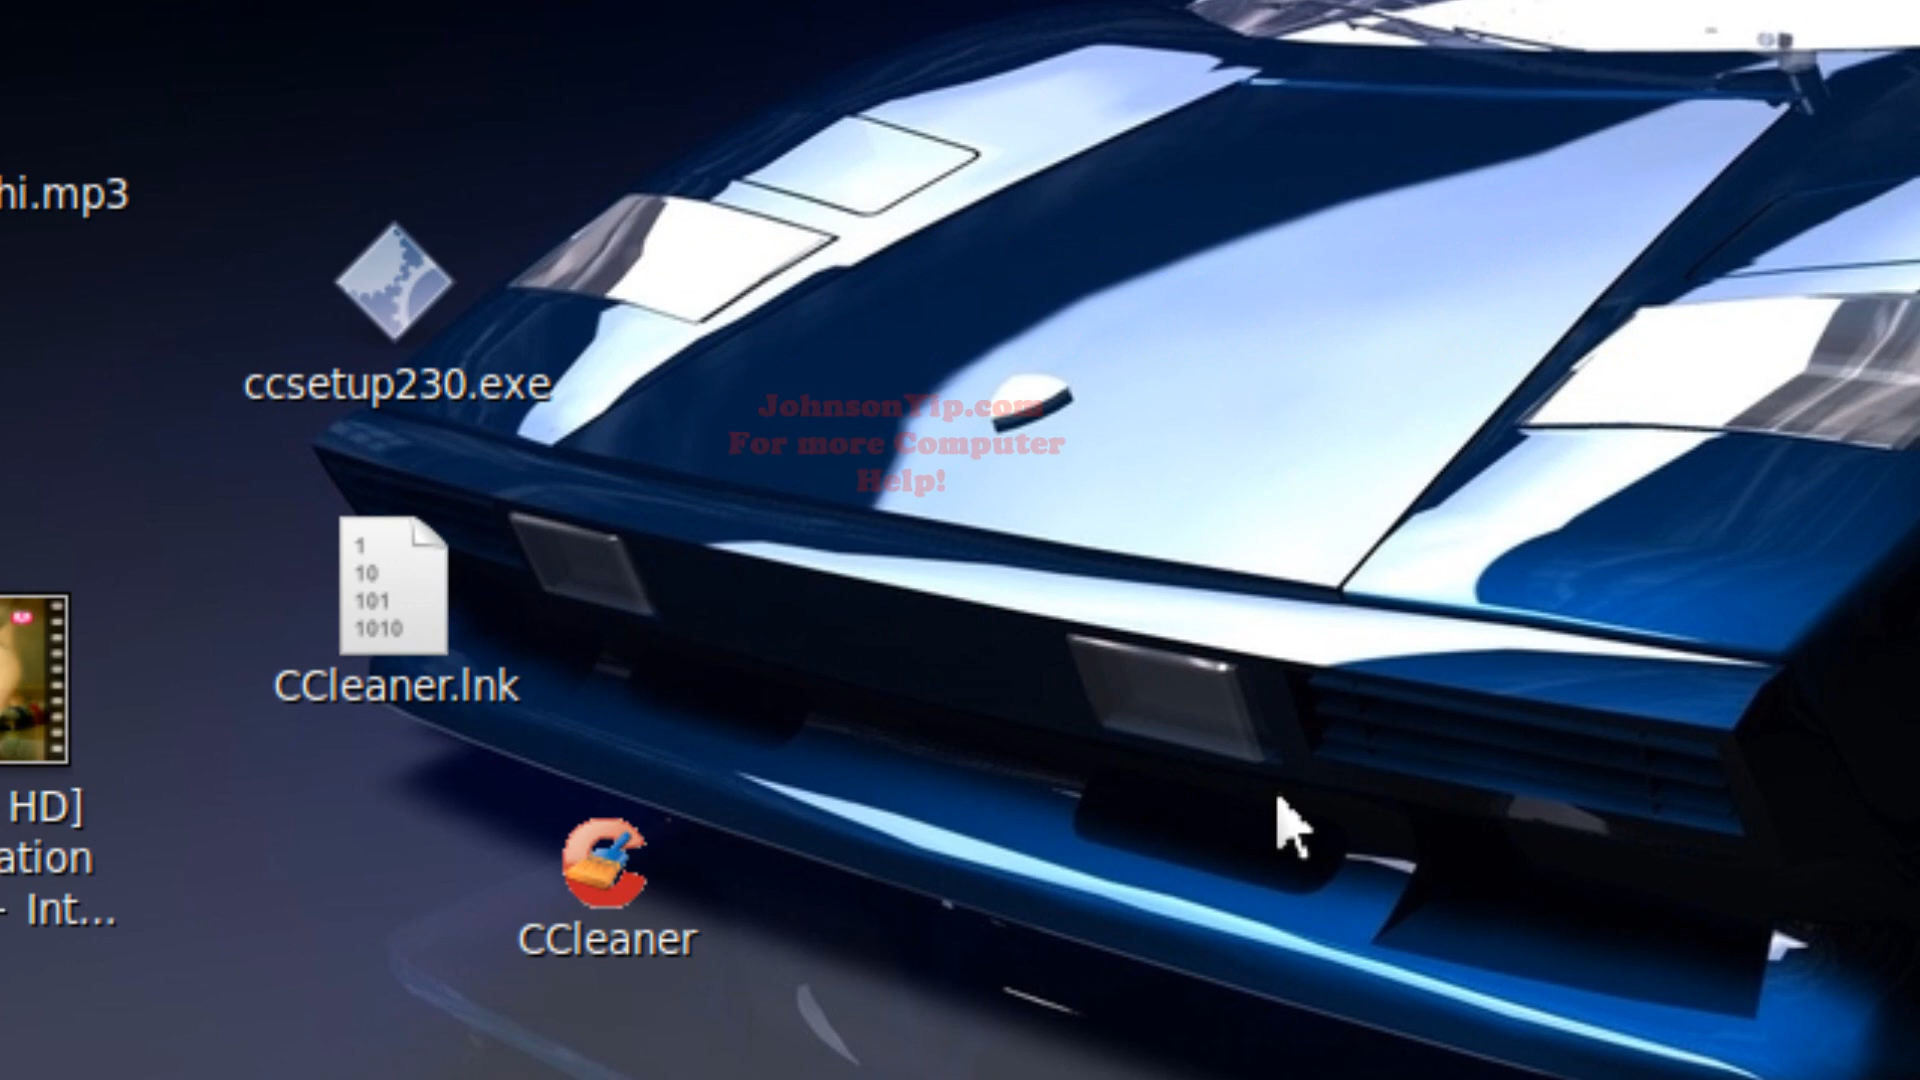 hi.mp3
ccsetup230.exe
JohnsonYip.com
For more Computer
Help!
1
10
101
1010
CCleaner.lnk
HD]
ation
- Int...
CCleaner